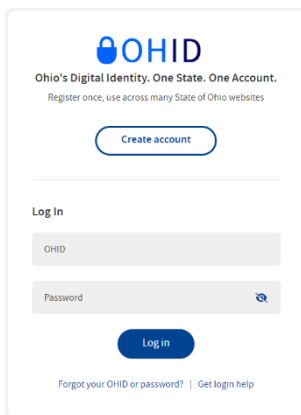 OHID
Ohio's Digital Identity. One State. One Account.
Register once, use across many State of Ohio websites
Create account
Log In
OHID
Password
Log in
Forgot your OHID or password? | Get login help